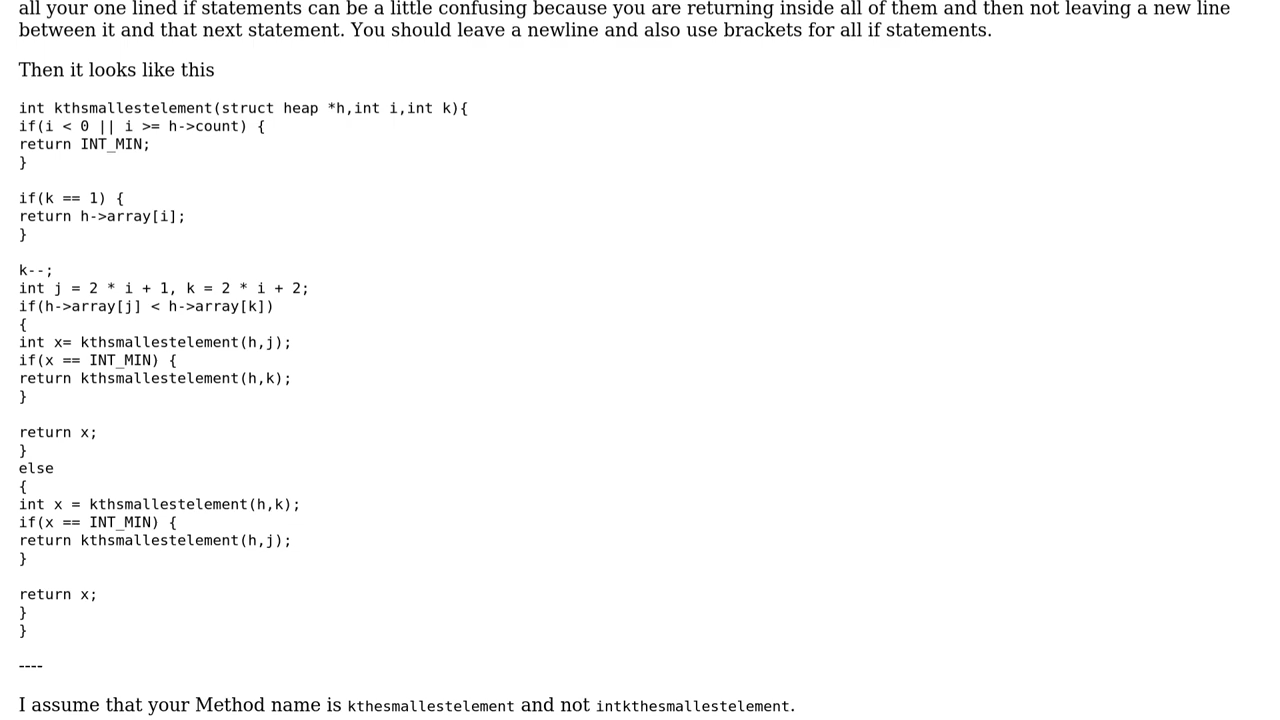 all your one lined if statements can be a little confusing because you are returning inside all of them and then not leaving a new line
between it and that next statement. You should leave a newline and also use brackets for all if statements.
Then it looks like this
int kthsmallestelement(struct heap *h,int i,int k){
if(i < 0 || i >= h->count) {
return INT_MIN;
}
if(k == 1) {
return h->array[i];
}
k--;
int j = 2 * i + 1, k = 2 * i + 2;
if(h->array[j] < h->array[k])
{
int x= kthsmallestelement(h,j);
if(x == INT_MIN) {
return kthsmallestelement(h,k);
}
return x;
}
else
{
int x = kthsmallestelement(h,k);
if(x == INT_MIN) {
return kthsmallestelement(h,j);
}
return x;
}
}
----
I assume that your Method name is kthesmallestelement and not intkthesmallestelement.